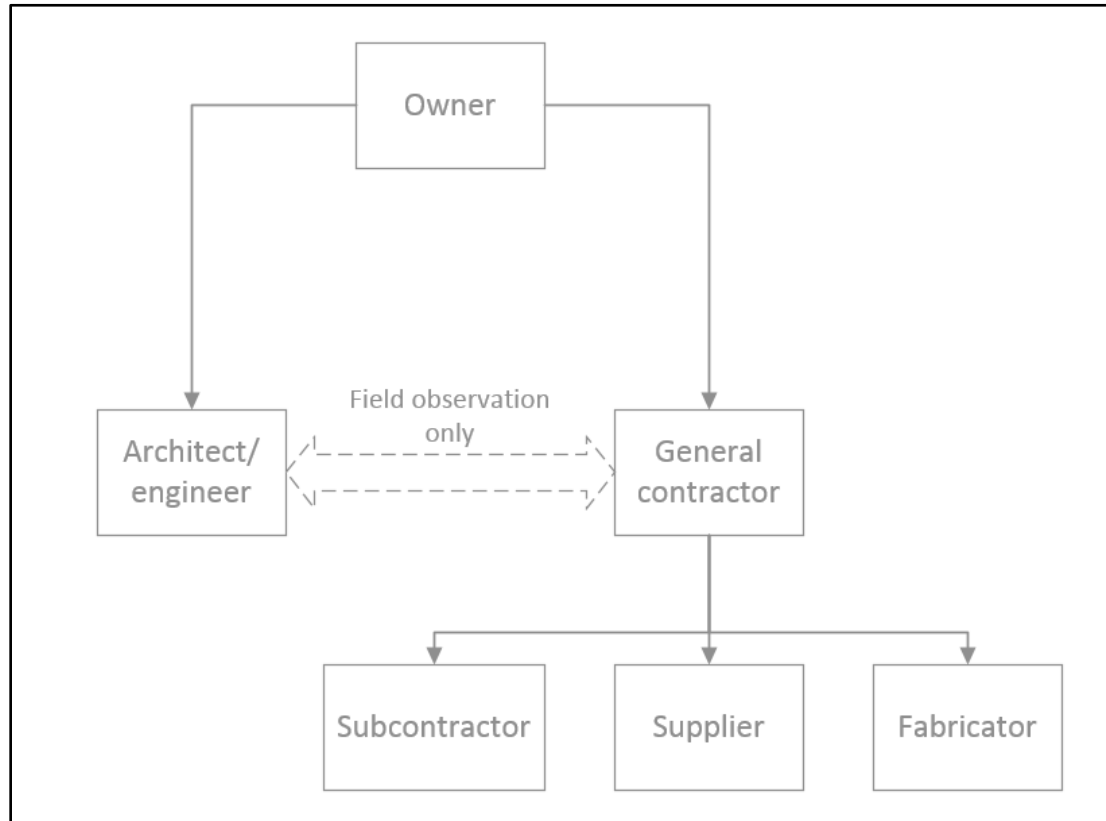 Owner
Field observation
only
Architect/
engineer
General
contractor
Subcontractor
Supplier
Fabricator